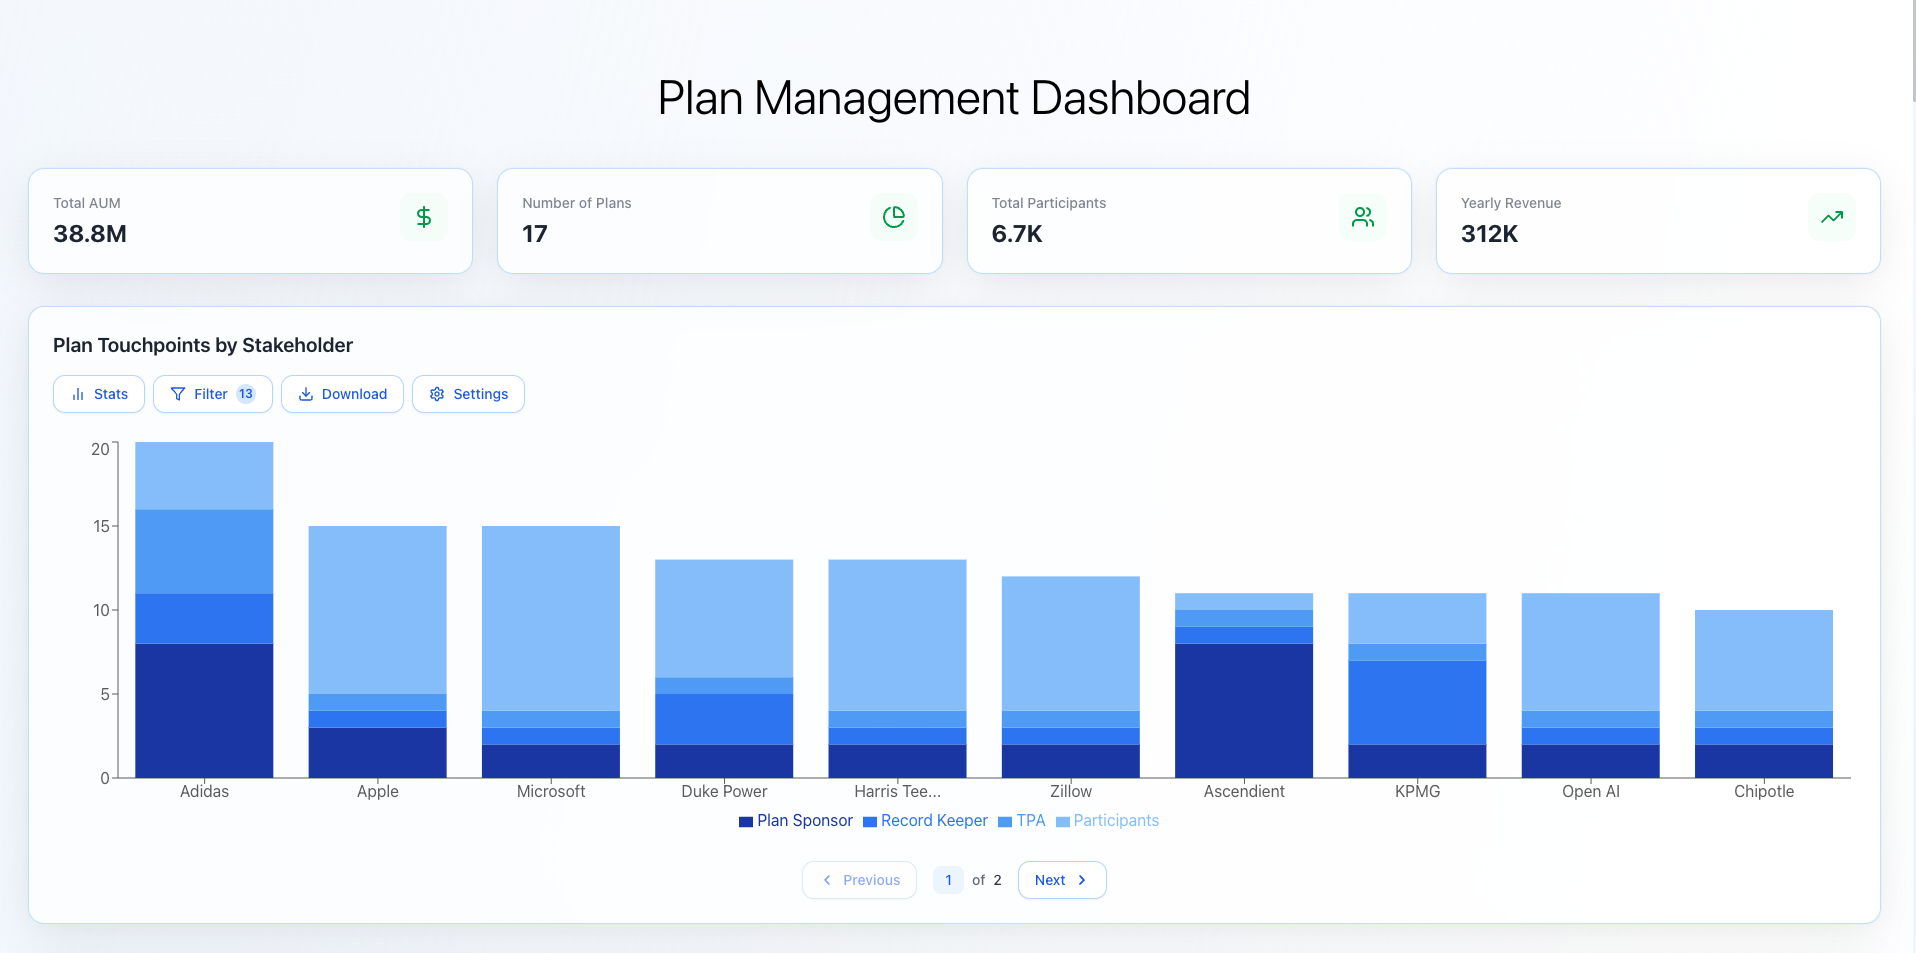 Plan Management Dashboard
Total AUM
38.8M
Number of Plans
17
Total Participants
6.7K
Yearly Revenue
312K
Plan Touchpoints by Stakeholder
Stats Filter 13 Download Settings
20
15
10
5
0
Adidas Apple Microsoft Duke Power Harris Tee... Zillow Ascendient KPMG Open AI Chipotle
Plan Sponsor Record Keeper TPA Participants
Previous 1 of 2 Next